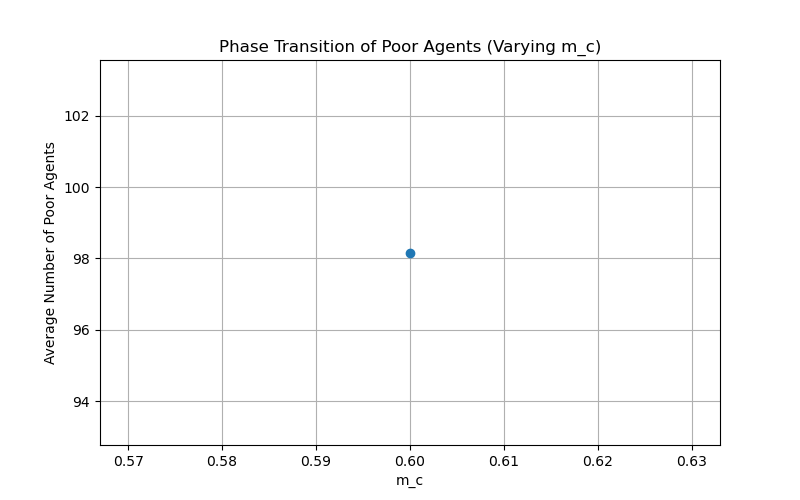 Phase Transition of Poor Agents (Varying m_c)
Average Number of Poor Agents
102
100
98
96
94
0.57 0.58 0.59 0.60 0.61 0.62 0.63
m_c